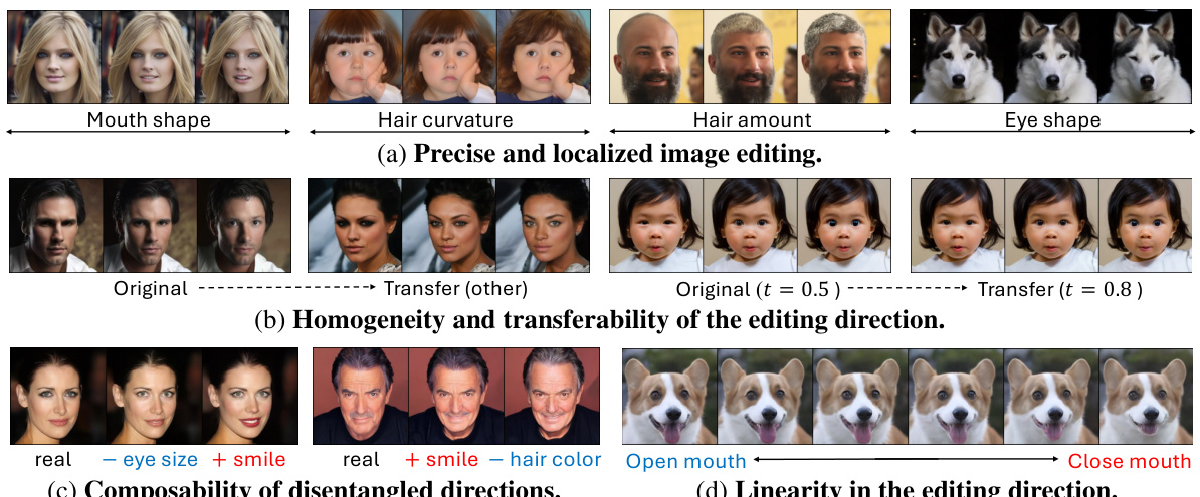 Mouth shape Hair curvature Hair amount Eye shape
(a) Precise and localized image editing.
Original Transfer (other) Original (t = 0.5 ) Transfer (t = 0.8 )
(b) Homogeneity and transferability of the editing direction.
real − eye size + smile real + smile − hair color Open mouth Close mouth
(c) Composability of disentangled directions. (d) Linearity in the editing direction.